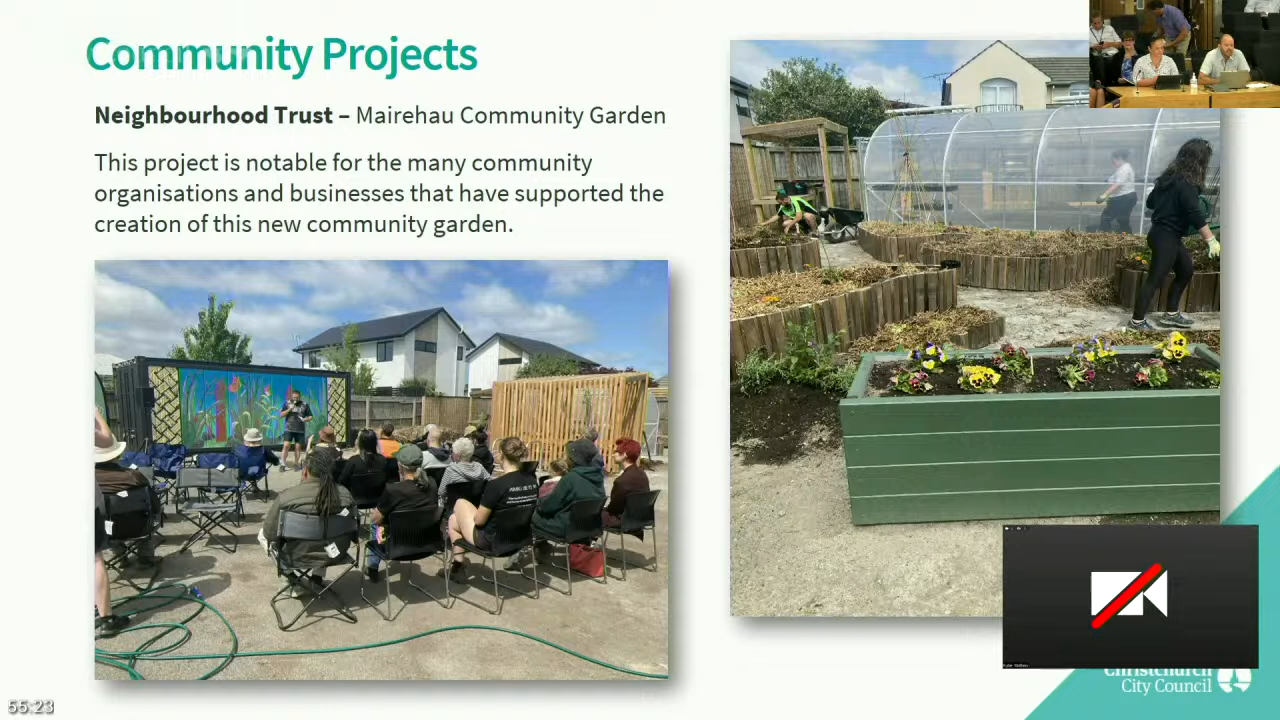 Community Projects
Neighbourhood Trust – Mairehau Community Garden
This project is notable for the many community
organisations and businesses that have supported the
creation of this new community garden.
Christchurch
City Council
55:23